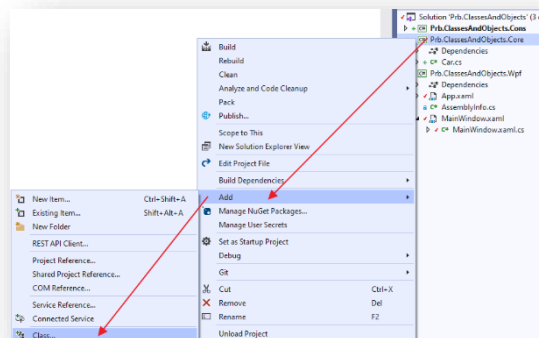 Solution 'Prb.ClassesAndObjects' (3
Prb.ClassesAndObjects.Cons
Prb.ClassesAndObjects.Core
Dependencies
C# Car.cs
Prb.ClassesAndObjects.Wpf
Dependencies
App.xaml
C# AssemblyInfo.cs
MainWindow.xaml
C# MainWindow.xaml.cs
Build
Rebuild
Clean
Analyze and Code Cleanup
Pack
Publish...
Scope to This
New Solution Explorer View
Edit Project File
Build Dependencies
Add
Manage NuGet Packages...
Manage User Secrets
Set as Startup Project
Debug
Git
Cut Ctrl+X
Remove Del
Rename F2
Unload Project
New Item... Ctrl+Shift+A
Existing Item... Shift+Alt+A
New Folder
REST API Client...
Project Reference...
Shared Project Reference...
COM Reference...
Service Reference...
Connected Service
Class...